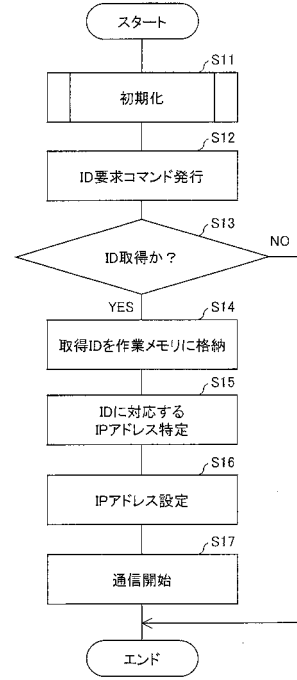 スタート
S11
初期化
S12
ID要求コマンド発行
S13
ID取得か？
NO
YES
S14
取得IDを作業メモリに格納
S15
IDに対応する
IPアドレス特定
S16
IPアドレス設定
S17
通信開始
エンド